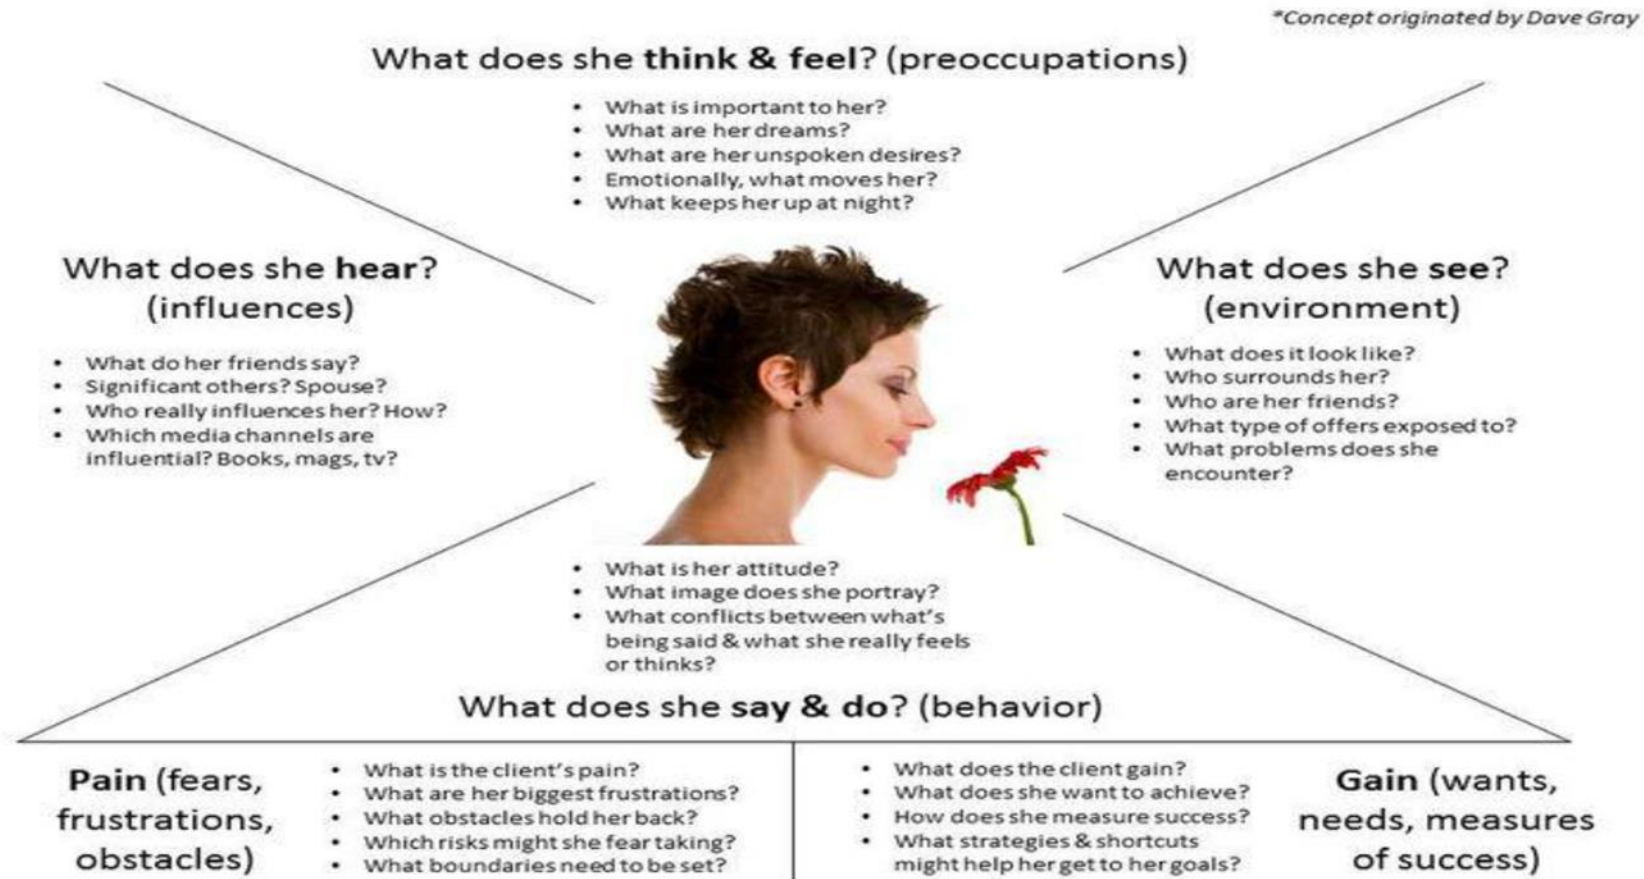 *Concept originated by Dave Gray
What does she think & feel? (preoccupations)
• What is important to her?
• What are her dreams?
• What are her unspoken desires?
• Emotionally, what moves her?
• What keeps her up at night?
What does she hear?
(influences)
• What do her friends say?
• Significant others? Spouse?
• Who really influences her? How?
• Which media channels are
influential? Books, mags, tv?
What does she see?
(environment)
• What does it look like?
• Who surrounds her?
• Who are her friends?
• What type of offers exposed to?
• What problems does she
encounter?
• What is her attitude?
• What image does she portray?
• What conflicts between what's
being said & what she really feels
or thinks?
What does she say & do? (behavior)
Pain (fears,
frustrations,
obstacles)
• What is the client's pain?
• What are her biggest frustrations?
• What obstacles hold her back?
• Which risks might she fear taking?
• What boundaries need to be set?
• What does the client gain?
• What does she want to achieve?
• How does she measure success?
• What strategies & shortcuts
might help her get to her goals?
Gain (wants,
needs, measures
of success)